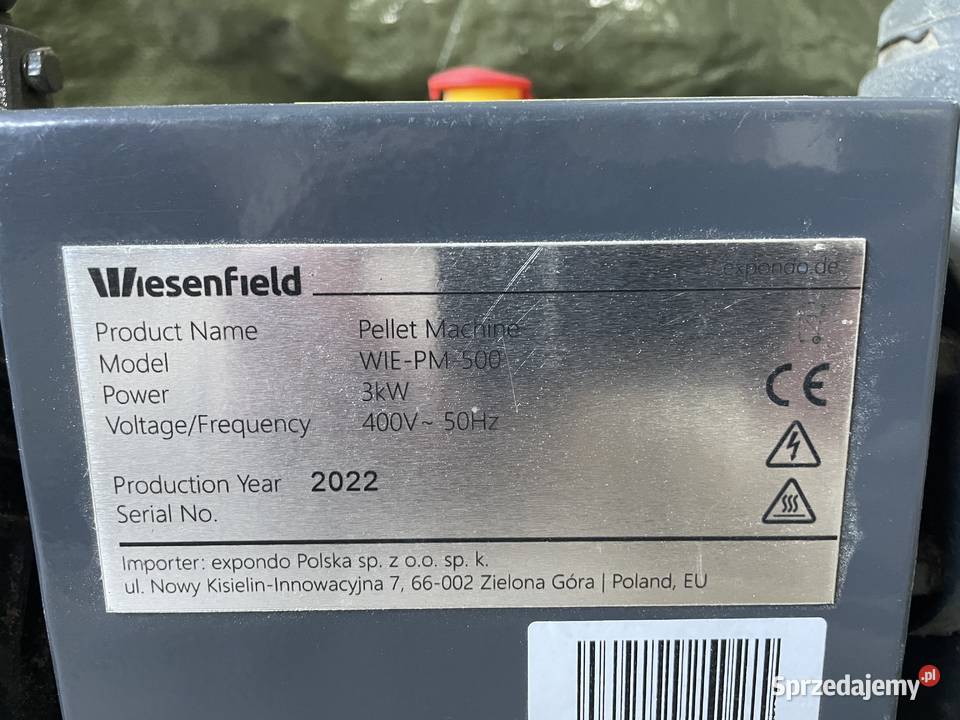 Wiesenfield
expondo.de
Product Name Pellet Machine
Model WIE-PM-500
Power 3kW
Voltage/Frequency 400V~ 50Hz
CE
Production Year 2022
Serial No.
Importer: expondo Polska sp. z o.o. sp. k.
ul. Nowy Kisielin-Innowacyjna 7, 66-002 Zielona Góra | Poland, EU
Sprzedajemy.pl